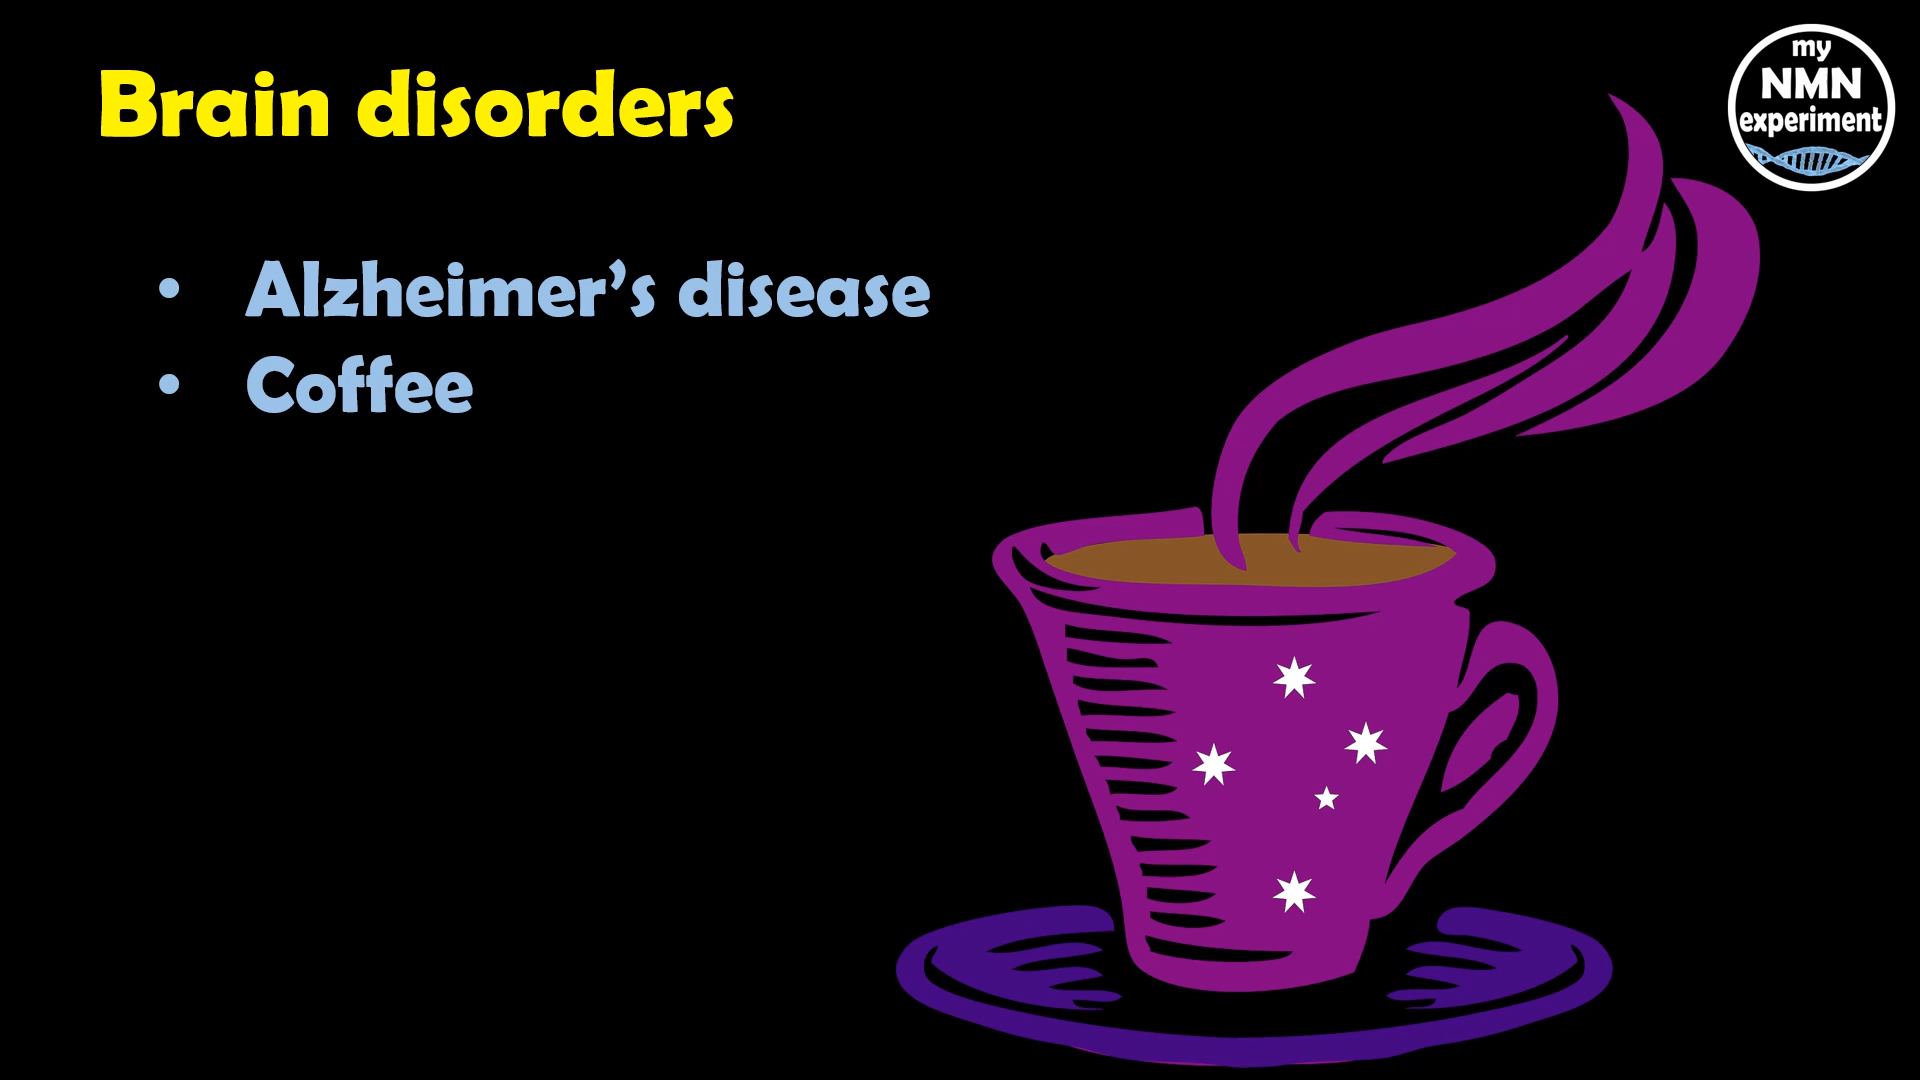 Brain disorders
• Alzheimer’s disease
• Coffee
my
NMN
experiment